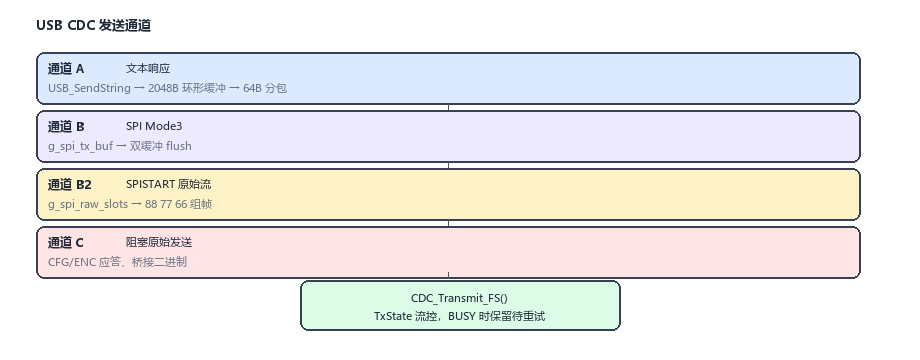 USB CDC 发送通道
通道 A 文本响应
USB_SendString → 2048B 环形缓冲 → 64B 分包
通道 B SPI Mode3
g_spi_tx_buf → 双缓冲 flush
通道 B2 SPISTART 原始流
g_spi_raw_slots → 88 77 66 组帧
通道 C 阻塞原始发送
CFG/ENC 应答、桥接二进制
CDC_Transmit_FS()
TxState 流控，BUSY 时保留待重试